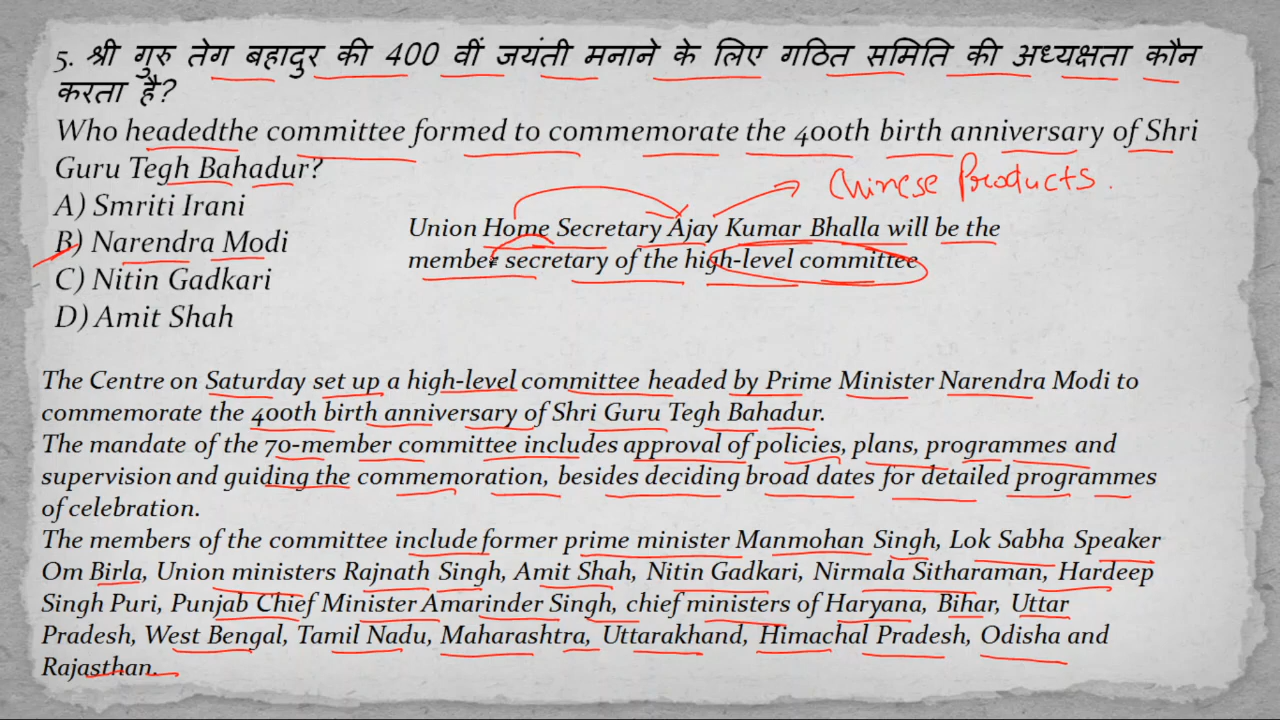 5. श्री गुरु तेग बहादुर की 400 वीं जयंती मनाने के लिए गठित समिति की अध्यक्षता कौन
करता है?
Who headedthe committee formed to commemorate the 400th birth anniversary of Shri
Guru Tegh Bahadur?
Chinese Products.
A) Smriti Irani
B) Narendra Modi
C) Nitin Gadkari
D) Amit Shah
Union Home Secretary Ajay Kumar Bhalla will be the
member secretary of the high-level committee
The Centre on Saturday set up a high-level committee headed by Prime Minister Narendra Modi to
commemorate the 400th birth anniversary of Shri Guru Tegh Bahadur.
The mandate of the 70-member committee includes approval of policies, plans, programmes and
supervision and guiding the commemoration, besides deciding broad dates for detailed programmes
of celebration.
The members of the committee include former prime minister Manmohan Singh, Lok Sabha Speaker
Om Birla, Union ministers Rajnath Singh, Amit Shah, Nitin Gadkari, Nirmala Sitharaman, Hardeep
Singh Puri, Punjab Chief Minister Amarinder Singh, chief ministers of Haryana, Bihar, Uttar
Pradesh, West Bengal, Tamil Nadu, Maharashtra, Uttarakhand, Himachal Pradesh, Odisha and
Rajasthan.